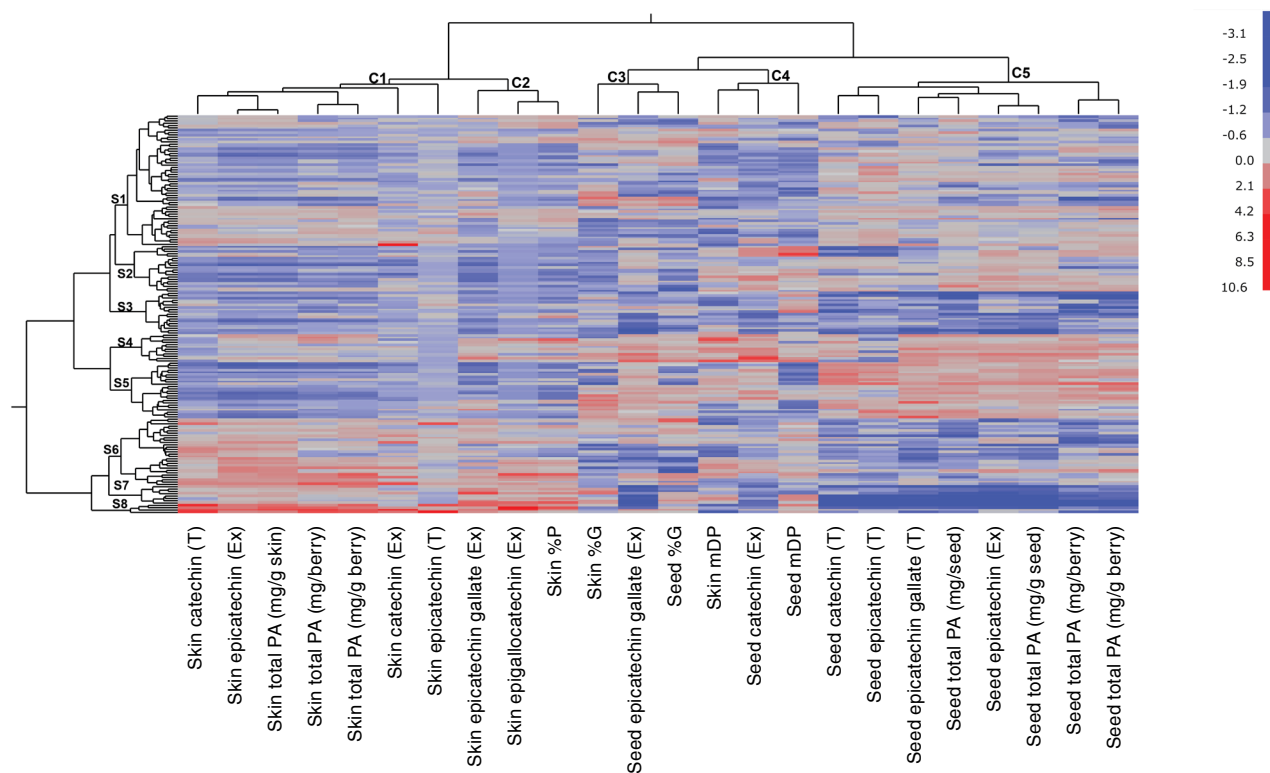 C1
C2
C3
C4
C5
S1
S2
S3
S4
S5
S6
S7
S8
-3.1
-2.5
-1.9
-1.2
-0.6
0.0
2.1
4.2
6.3
8.5
10.6
Skin catechin (T)
Skin epicatechin (Ex)
Skin total PA (mg/g skin)
Skin total PA (mg/berry)
Skin total PA (mg/g berry)
Skin catechin (Ex)
Skin epicatechin (T)
Skin epicatechin gallate (Ex)
Skin epigallocatechin (Ex)
Skin %P
Skin %G
Seed epicatechin gallate (Ex)
Seed %G
Skin mDP
Seed catechin (Ex)
Seed mDP
Seed catechin (T)
Seed epicatechin (T)
Seed epicatechin gallate (T)
Seed total PA (mg/seed)
Seed epicatechin (Ex)
Seed total PA (mg/g seed)
Seed total PA (mg/berry)
Seed total PA (mg/g berry)